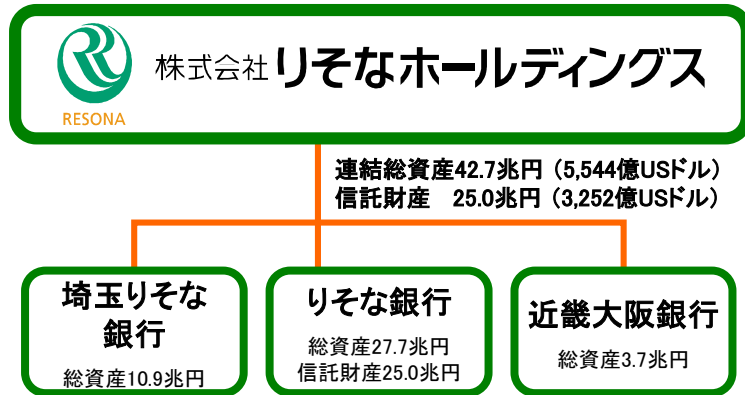 株式会社りそなホールディングス
RESONA
連結総資産42.7兆円（5,544億USドル）
信託財産　25.0兆円（3,252億USドル）
埼玉りそな
銀行
総資産10.9兆円
りそな銀行
総資産27.7兆円
信託財産25.0兆円
近畿大阪銀行
総資産3.7兆円